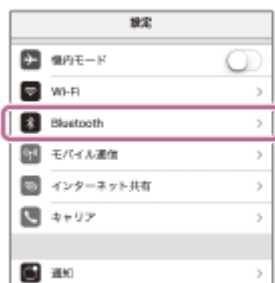 設定
機内モード
Wi-Fi
Bluetooth
モバイル通信
インターネット共有
キャリア
通知